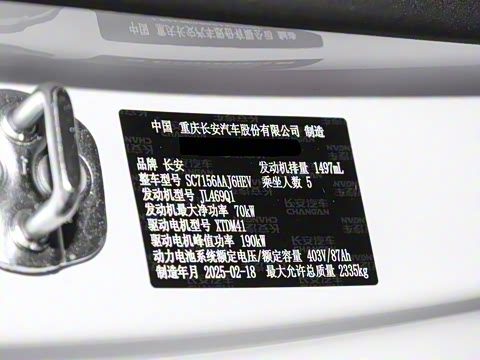 中国 重庆长安汽车股份有限公司 制造
品牌 长安 发动机排量 1497mL
整车型号 SC7156AAJ6HEV 乘坐人数 5
发动机型号 JL469Q1
发动机最大净功率 70kW
驱动电机型号 XTDM41
驱动电机峰值功率 190kW
动力电池系统额定电压/额定容量 403V/87Ah
制造年月 2025-02-18 最大允许总质量 2335kg